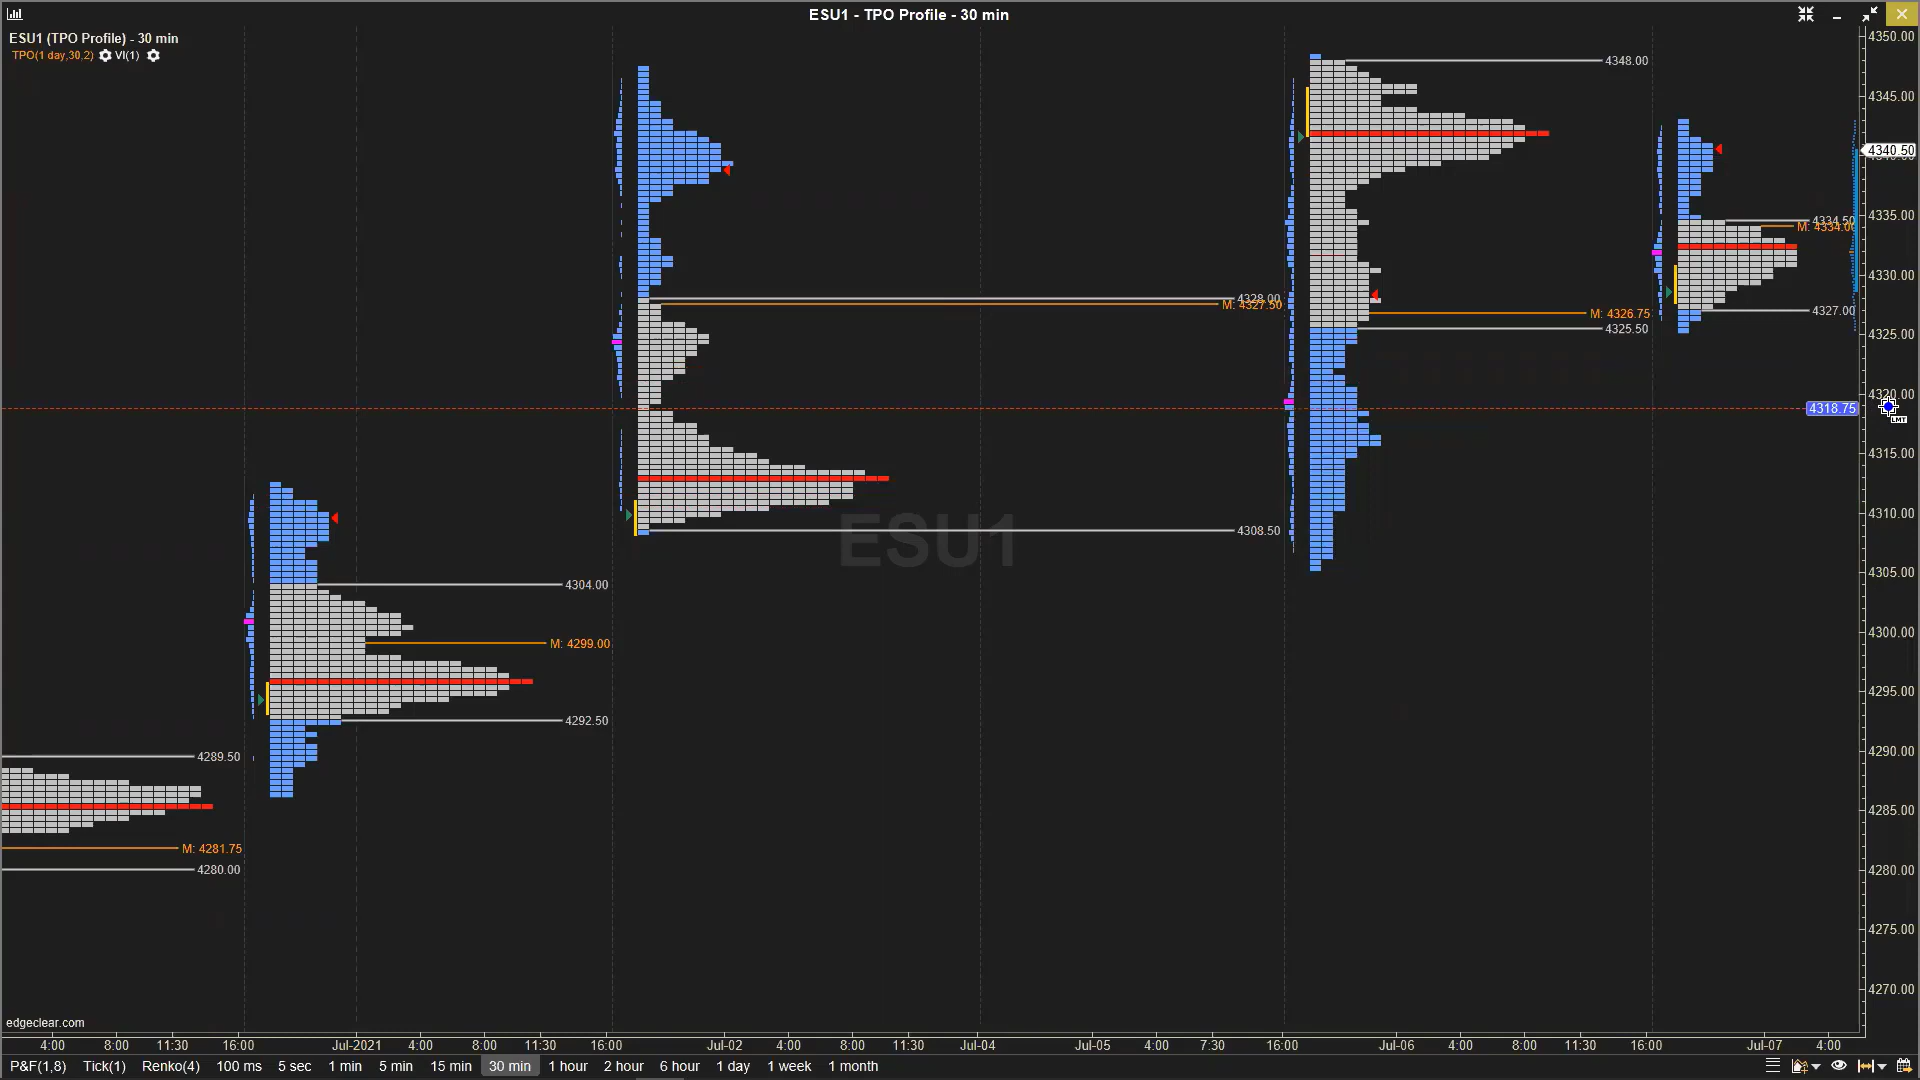 ESU1 - TPO Profile - 30 min
ESU1 (TPO Profile) - 30 min
TPO(1 day,30,2) VI(1)
4350.00
4348.00
4345.00
4340.50
4335.00
4334.50
M: 4334.00
4330.00
4328.00
M: 4327.50
4327.00
M: 4326.75
4325.50
4325.00
4320.00
4318.75
LMT
4315.00
4310.00
ESU1
4308.50
4305.00
4304.00
4300.00
M: 4299.00
4295.00
4292.50
4290.00
4289.50
4285.00
M: 4281.75
4280.00
4280.00
4275.00
4270.00
edgeclear.com
4:00 8:00 11:30 16:00 Jul-2021 4:00 8:00 11:30 16:00 Jul-02 4:00 8:00 11:30 Jul-04 Jul-05 4:00 7:30 16:00 Jul-06 4:00 8:00 11:30 16:00 Jul-07 4:00
P&F(1,8) Tick(1) Renko(4) 100 ms 5 sec 1 min 5 min 15 min 30 min 1 hour 2 hour 6 hour 1 day 1 week 1 month